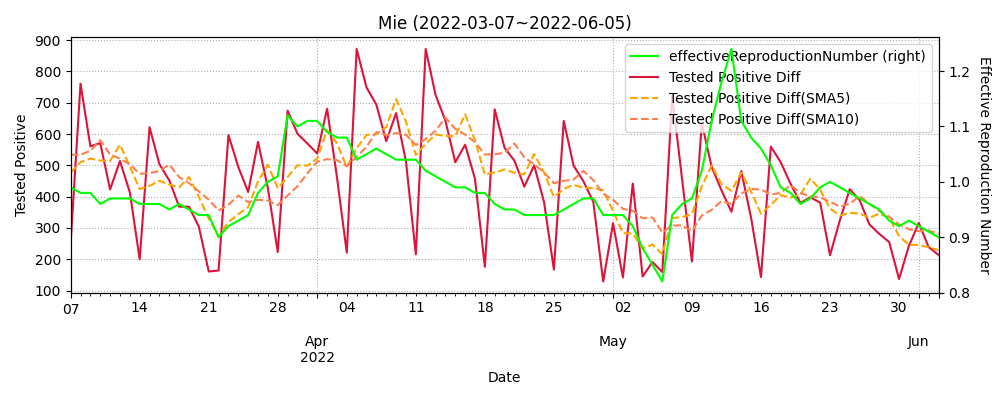 Mie (2022-03-07~2022-06-05)
900
800
700
600
500
400
300
200
100
Tested Positive
effectiveReproductionNumber (right)
Tested Positive Diff
Tested Positive Diff(SMA5)
Tested Positive Diff(SMA10)
1.2
1.1
1.0
0.9
0.8
Effective Reproduction Number
07 14 21 28 04 11 18 25 02 09 16 23 30
Apr May Jun
2022
Date